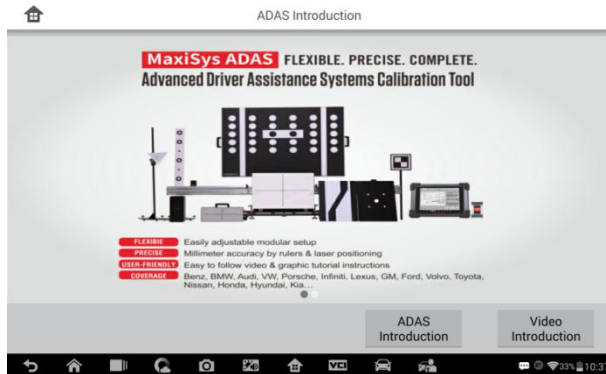 ADAS Introduction
MaxiSys ADAS FLEXIBLE. PRECISE. COMPLETE.
Advanced Driver Assistance Systems Calibration Tool
FLEXIBIE Easily adjustable modular setup
PRECISE Millimeter accuracy by rulers & laser positioning
USER-FRIENDLY Easy to follow video & graphic tutorial instructions
COVERAGE Benz, BMW, Audi, VW, Porsche, Infiniti, Lexus, GM, Ford, Volvo, Toyota,
Nissan, Honda, Hyundai, Kia...
ADAS
Introduction
Video
Introduction
VCI
33%